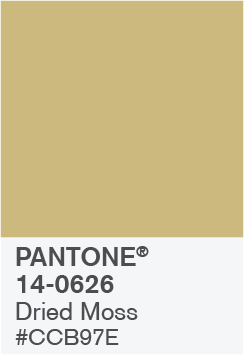 PANTONE®
14-0626
Dried Moss
#CCB97E